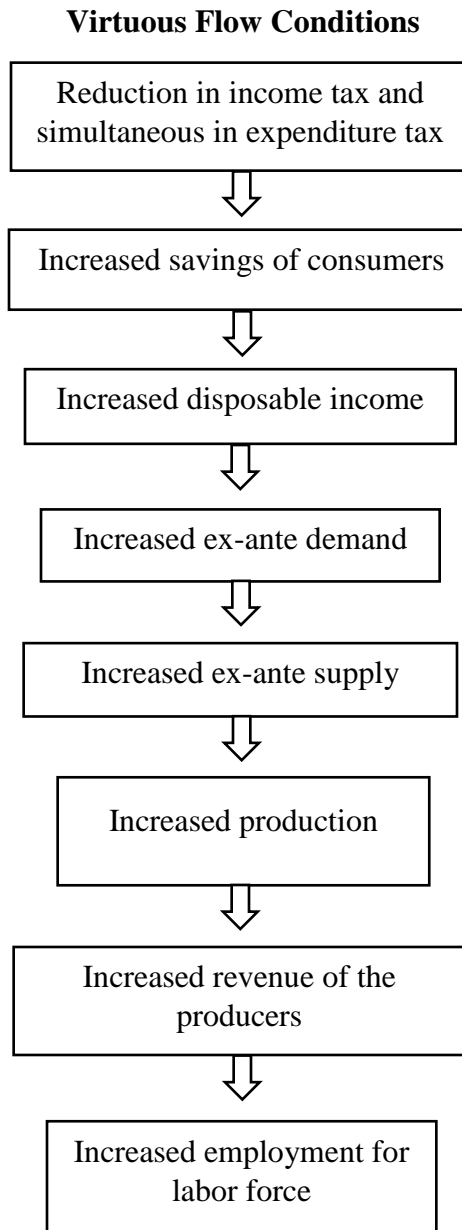 Virtuous Flow Conditions
Reduction in income tax and
simultaneous in expenditure tax
Increased savings of consumers
Increased disposable income
Increased ex-ante demand
Increased ex-ante supply
Increased production
Increased revenue of the
producers
Increased employment for
labor force